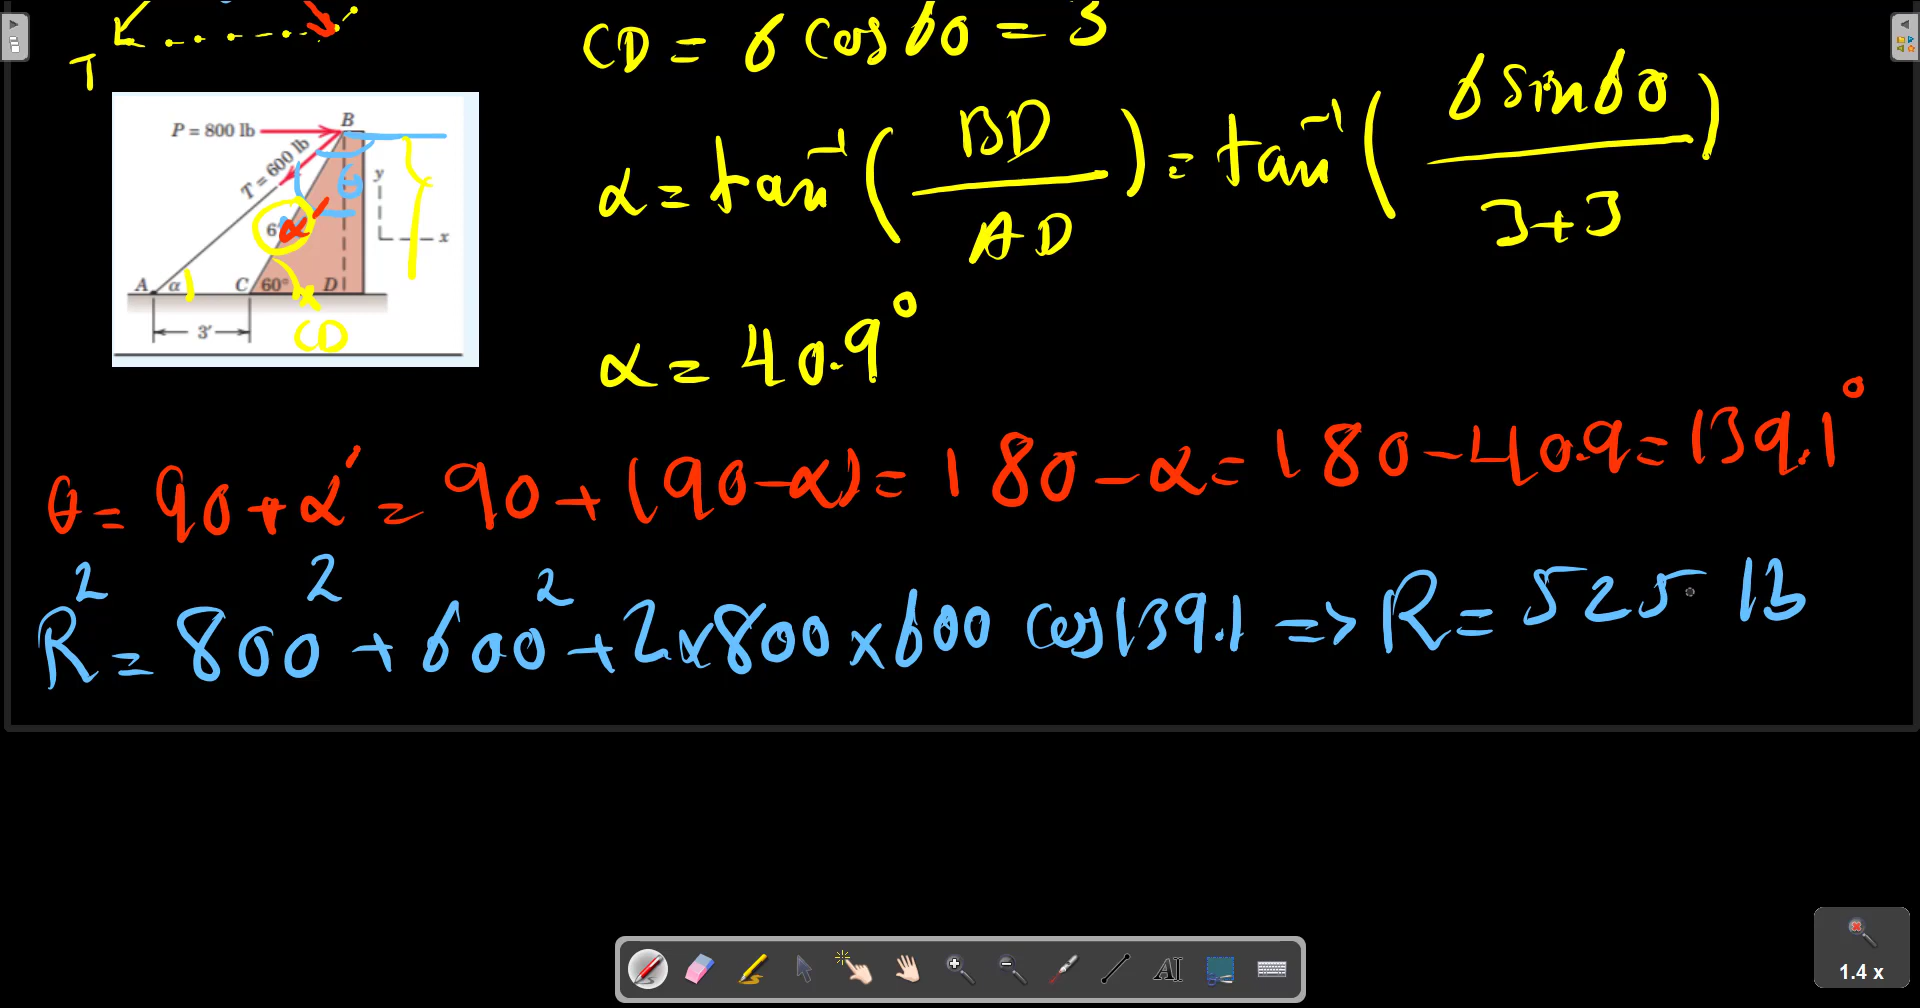 T
CD = 6 cos 60 = 3
α = tan⁻¹ ( BD / AD ) = tan⁻¹ ( 6 sin 60 / 3+3 )
P = 800 lb
B
T = 600 lb
θ
y
6'
α
x
A α C 60° D
3'
CD
α = 40.9°
θ = 90 + α' = 90 + (90 - α) = 180 - α = 180 - 40.9 = 139.1°
R² = 800² + 600² + 2 x 800 x 600 cos 139.1 => R = 525 lb
AI
1.4 x